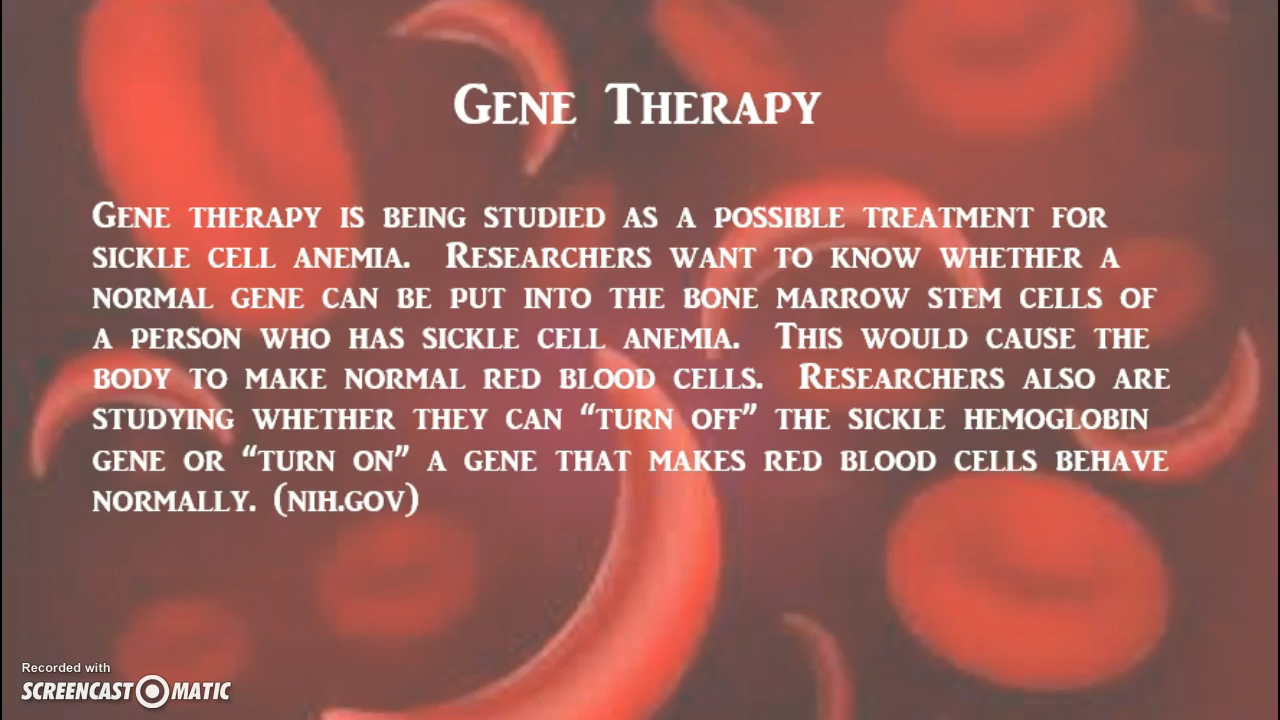 Gene Therapy
Gene therapy is being studied as a possible treatment for
sickle cell anemia. Researchers want to know whether a
normal gene can be put into the bone marrow stem cells of
a person who has sickle cell anemia. This would cause the
body to make normal red blood cells. Researchers also are
studying whether they can “turn off” the sickle hemoglobin
gene or “turn on” a gene that makes red blood cells behave
normally. (nih.gov)
Recorded with
SCREENCAST-O-MATIC